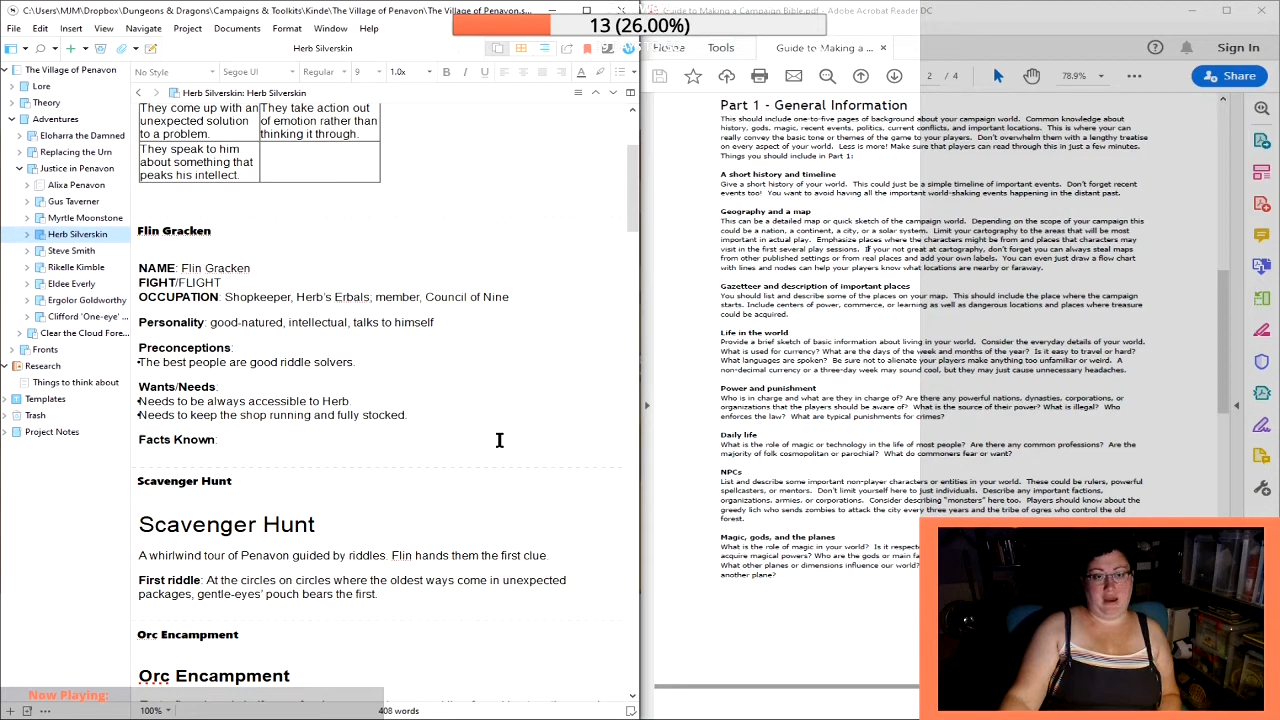 C:\Users\MJM\Dropbox\Dungeons & Dragons\Campaigns & Toolkits\Kinde\The Village of Penavon\The Village of Penavon.s...
File Edit Insert View Navigate Project Documents Format Window Help
Herb Silverskin
No Style Segoe UI Regular 9 1.0x B I U A
Herb Silverskin: Herb Silverskin
The Village of Penavon
Lore
Theory
Adventures
Eloharra the Damned
Replacing the Urn
Justice in Penavon
Alixa Penavon
Gus Taverner
Myrtle Moonstone
Herb Silverskin
Steve Smith
Rikelle Kimble
Eldee Everly
Ergolor Goldworthy
Clifford 'One-eye' ...
Clear the Cloud Fore...
Fronts
Research
Things to think about
Templates
Trash
Project Notes
They come up with an unexpected solution to a problem.
They take action out of emotion rather than thinking it through.
They speak to him about something that peaks his intellect.
Flin Gracken
NAME: Flin Gracken
FIGHT/FLIGHT
OCCUPATION: Shopkeeper, Herb's Erbals; member, Council of Nine
Personality: good-natured, intellectual, talks to himself
Preconceptions:
•The best people are good riddle solvers.
Wants/Needs:
•Needs to be always accessible to Herb.
•Needs to keep the shop running and fully stocked.
Facts Known:
Scavenger Hunt
Scavenger Hunt
A whirlwind tour of Penavon guided by riddles. Flin hands them the first clue.
First riddle: At the circles on circles where the oldest ways come in unexpected
packages, gentle-eyes' pouch bears the first.
Orc Encampment
Orc Encampment
Now Playing:
100% 408 words
13 (26.00%)
Guide to Making a Campaign Bible.pdf - Adobe Acrobat Reader DC
Home Tools Guide to Making a ... × Sign In
2 / 4 78.9% Share
Part 1 - General Information
This should include one-to-five pages of background about your campaign world. Common knowledge about
history, gods, magic, recent events, politics, current conflicts, and important locations. This is where your can
really convey the basic tone or themes of the game to your players. Don't overwhelm them with a lengthy treatise
on every aspect of your world. Less is more! Make sure that players can read through this in just a few minutes.
Things you should include in Part 1:
A short history and timeline
Give a short history of your world. This could just be a simple timeline of important events. Don't forget recent
events too! You want to avoid having all the important world-shaking events happening in the distant past.
Geography and a map
This can be a detailed map or quick sketch of the campaign world. Depending on the scope of your campaign this
could be a nation, a continent, a city, or a solar system. Limit your cartography to the areas that will be most
important in actual play. Emphasize places where the characters might be from and places that characters may
visit in the first several play sessions. If your not great at cartography, don't forget you can always steal maps
from other published settings or from real places and add your own labels. You can even just draw a flow chart
with lines and nodes can help your players know what locations are nearby or faraway.
Gazetteer and description of important places
You should list and describe some of the places on your map. This should include the place where the campaign
starts. Include centers of power, commerce, or learning as well as dangerous locations and places where treasure
could be acquired.
Life in the world
Provide a brief sketch of basic information about living in your world. Consider the everyday details of your world.
What is used for currency? What are the days of the week and months of the year? Is it easy to travel or hard?
What languages are spoken? Be sure not to alienate your players make things too unfamiliar or weird. A
non-decimal currency or a three-day week may sound cool, but they may just cause unnecessary headaches.
Power and punishment
Who is in charge and what are they in charge of? Are there any powerful nations, dynasties, corporations, or
organizations that the players should be aware of? What is the source of their power? What is illegal? Who
enforces the law? What are typical punishments for crimes?
Daily life
What is the role of magic or technology in the life of most people? Are there any common professions? Are the
majority of folk cosmopolitan or parochial? What do commoners fear or want?
NPCs
List and describe some important non-player characters or entities in your world. These could be rulers, powerful
spellcasters, or mentors. Don't limit yourself here to just individuals. Describe any important factions,
organizations, armies, or corporations. Consider describing "monsters" here too. Players should know about the
greedy lich who sends zombies to attack the city every three years and the tribe of ogres who control the old
forest.
Magic, gods, and the planes
What is the role of magic in your world? Is it respected
acquire magical powers? Who are the gods or main
What other planes or dimensions influence our world?
another plane?